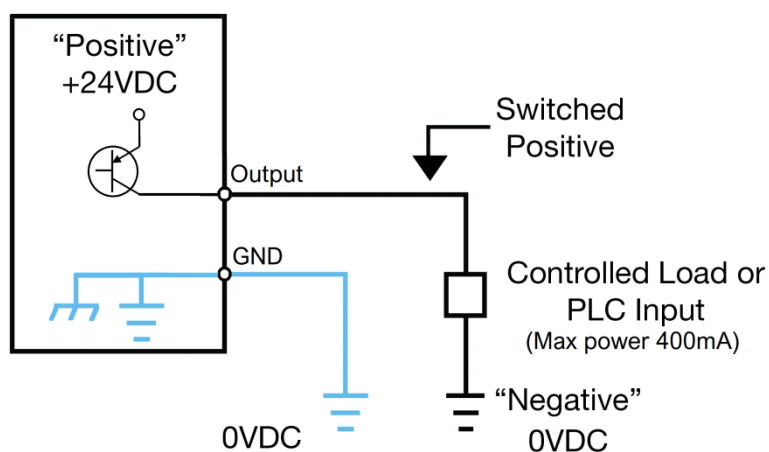 “Positive”
+24VDC
Output
GND
Switched
Positive
Controlled Load or
PLC Input
(Max power 400mA)
“Negative”
0VDC
0VDC